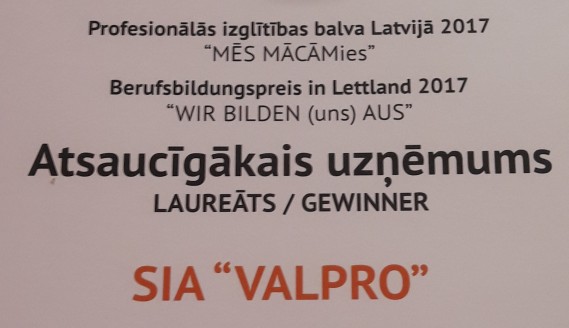 Profesionālās izglītības balva Latvijā 2017
“MĒS MĀCĀMies”
Berufsbildungspreis in Lettland 2017
“WIR BILDEN (uns) AUS”
Atsaucīgākais uzņēmums
LAUREĀTS / GEWINNER
SIA “VALPRO”